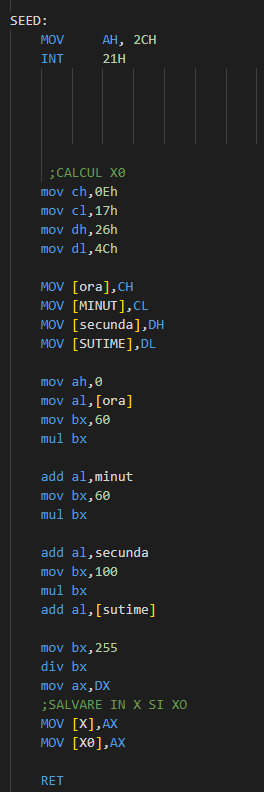 SEED:
MOV AH, 2CH
INT 21H
;CALCUL X0
mov ch,0Eh
mov cl,17h
mov dh,26h
mov dl,4Ch
MOV [ora],CH
MOV [MINUT],CL
MOV [secunda],DH
MOV [SUTIME],DL
mov ah,0
mov al,[ora]
mov bx,60
mul bx
add al,minut
mov bx,60
mul bx
add al,secunda
mov bx,100
mul bx
add al,[sutime]
mov bx,255
div bx
mov ax,DX
;SALVARE IN X SI XO
MOV [X],AX
MOV [X0],AX
RET